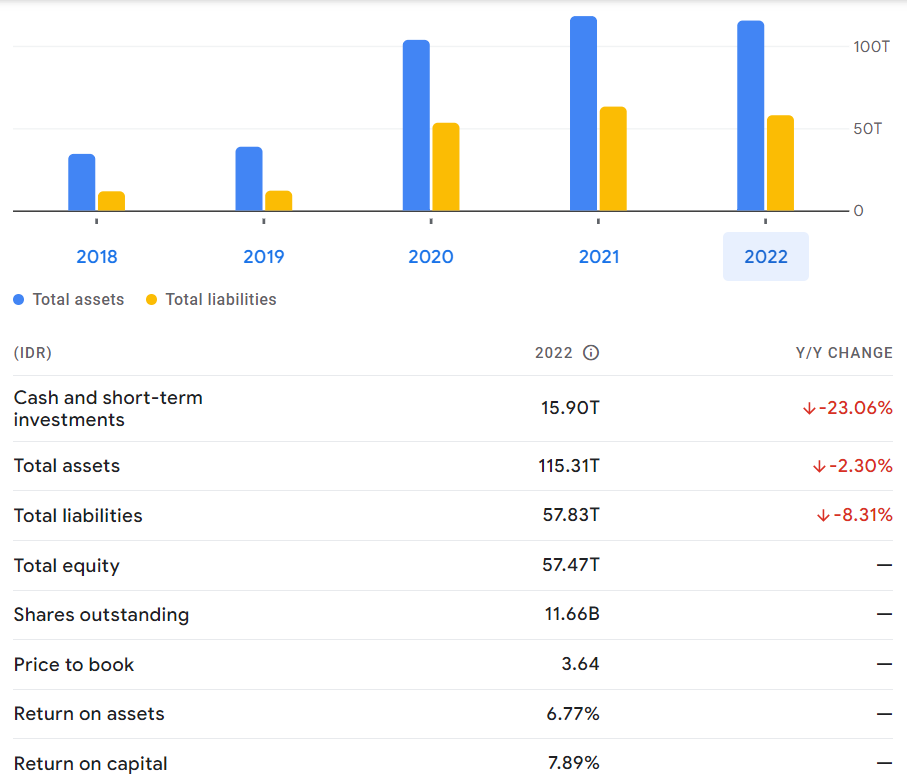 100T
50T
0
2018 2019 2020 2021 2022
Total assets Total liabilities
(IDR) 2022 Y/Y CHANGE
Cash and short-term
investments 15.90T ↓-23.06%
Total assets 115.31T ↓-2.30%
Total liabilities 57.83T ↓-8.31%
Total equity 57.47T —
Shares outstanding 11.66B —
Price to book 3.64 —
Return on assets 6.77% —
Return on capital 7.89% —